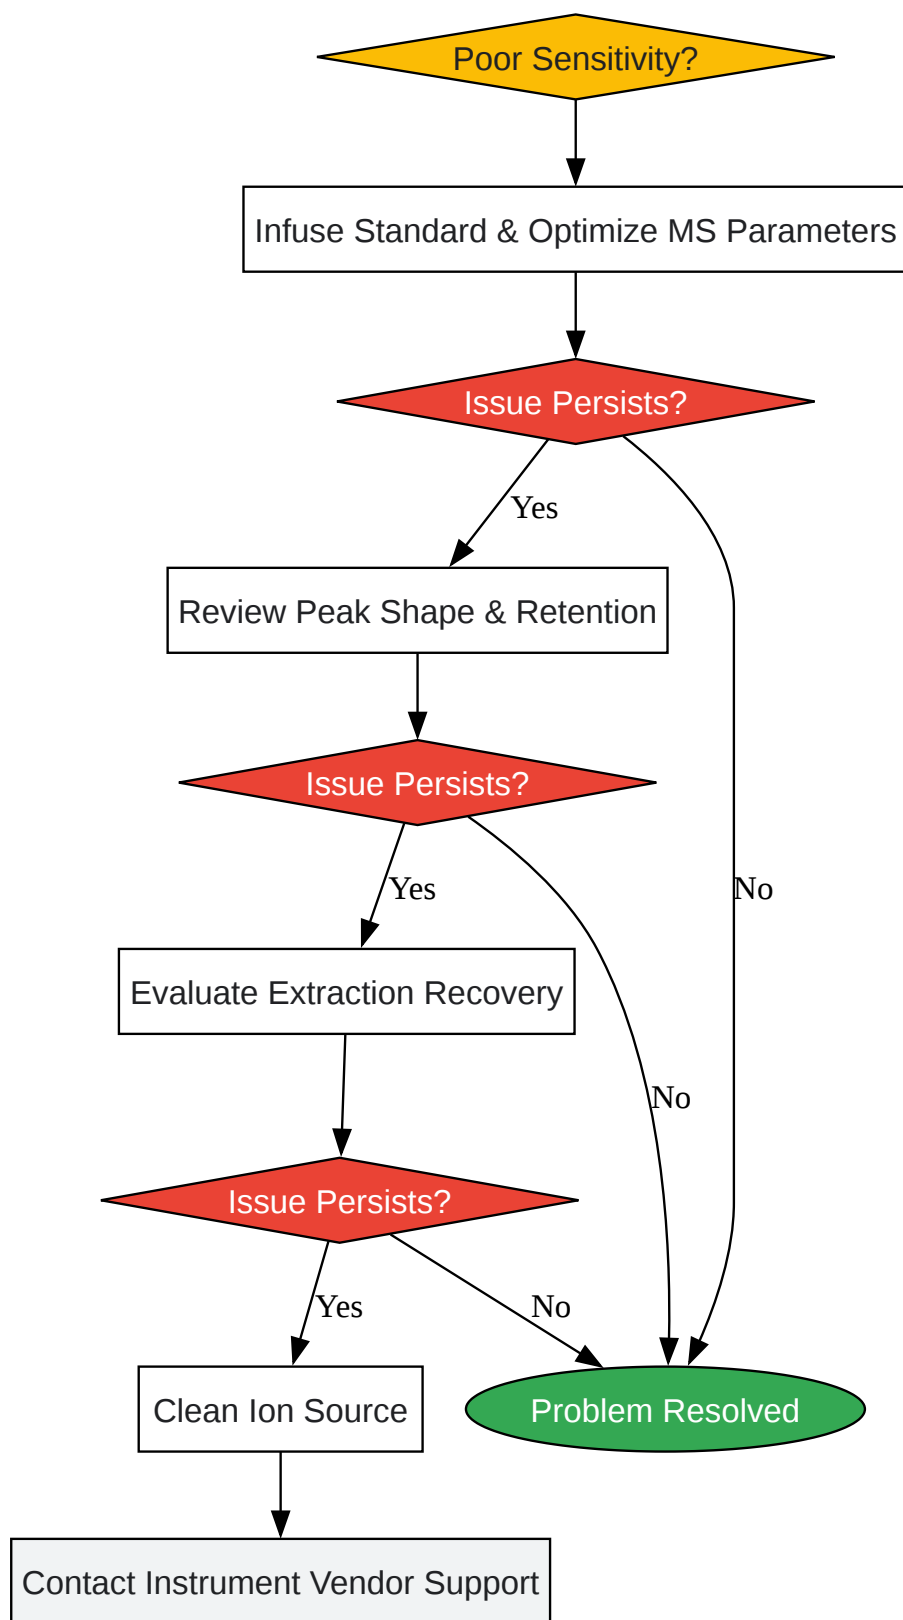 Poor Sensitivity?
Infuse Standard & Optimize MS Parameters
Issue Persists?
Yes
Review Peak Shape & Retention
Issue Persists?
Yes
No
Evaluate Extraction Recovery
No
Issue Persists?
Yes
No
Clean Ion Source
Problem Resolved
Contact Instrument Vendor Support